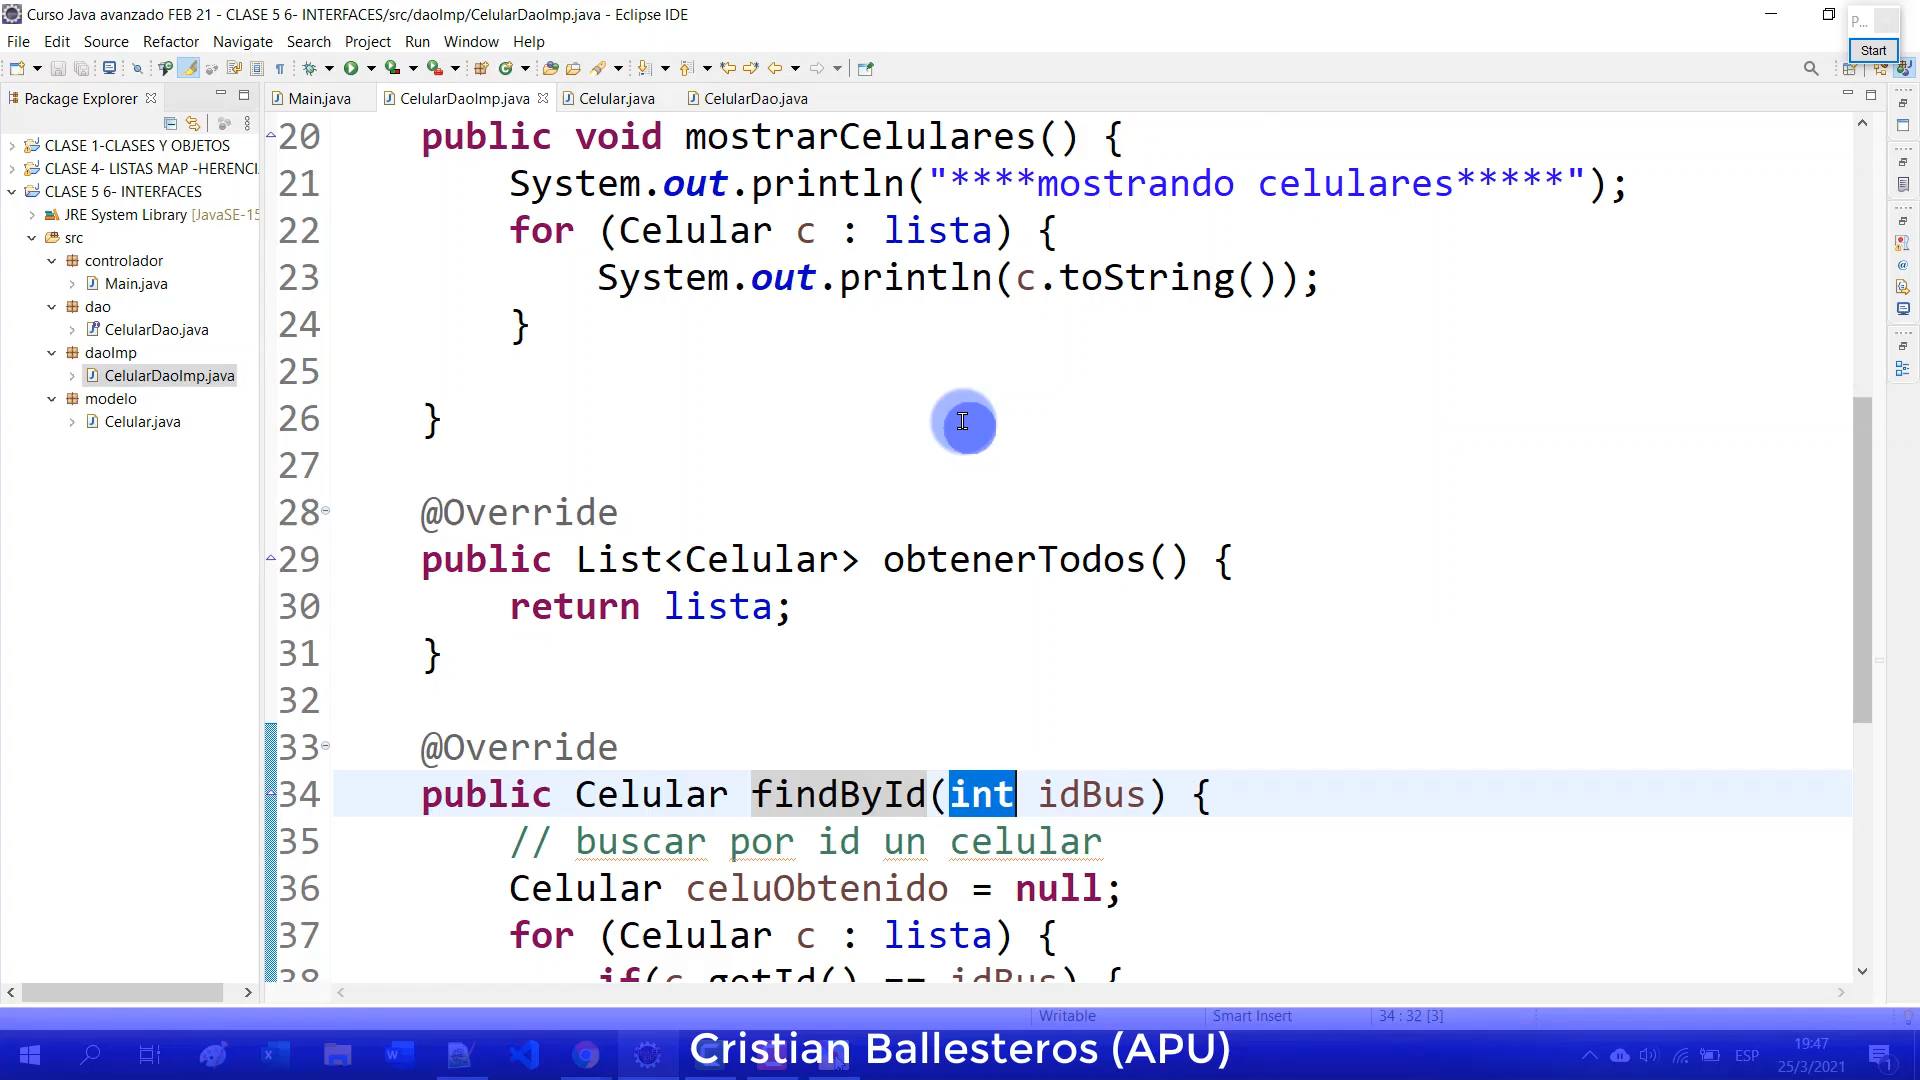 Curso Java avanzado FEB 21 - CLASE 5 6- INTERFACES/src/daoImp/CelularDaoImp.java - Eclipse IDE
P...
Start
File Edit Source Refactor Navigate Search Project Run Window Help
Package Explorer
Main.java CelularDaoImp.java Celular.java CelularDao.java
CLASE 1-CLASES Y OBJETOS
CLASE 4- LISTAS MAP -HERENCI
CLASE 5 6- INTERFACES
JRE System Library [JavaSE-15
src
controlador
Main.java
dao
CelularDao.java
daoImp
CelularDaoImp.java
modelo
Celular.java
20 public void mostrarCelulares() {
21 System.out.println("****mostrando celulares*****");
22 for (Celular c : lista) {
23 System.out.println(c.toString());
24 }
25
26 }
27
28 @Override
29 public List<Celular> obtenerTodos() {
30 return lista;
31 }
32
33 @Override
34 public Celular findById(int idBus) {
35 // buscar por id un celular
36 Celular celuObtenido = null;
37 for (Celular c : lista) {
38 if(c.getId() == idBus) {
Writable Smart Insert 34 : 32 [3]
Cristian Ballesteros (APU)
ESP
19:47
25/3/2021
1